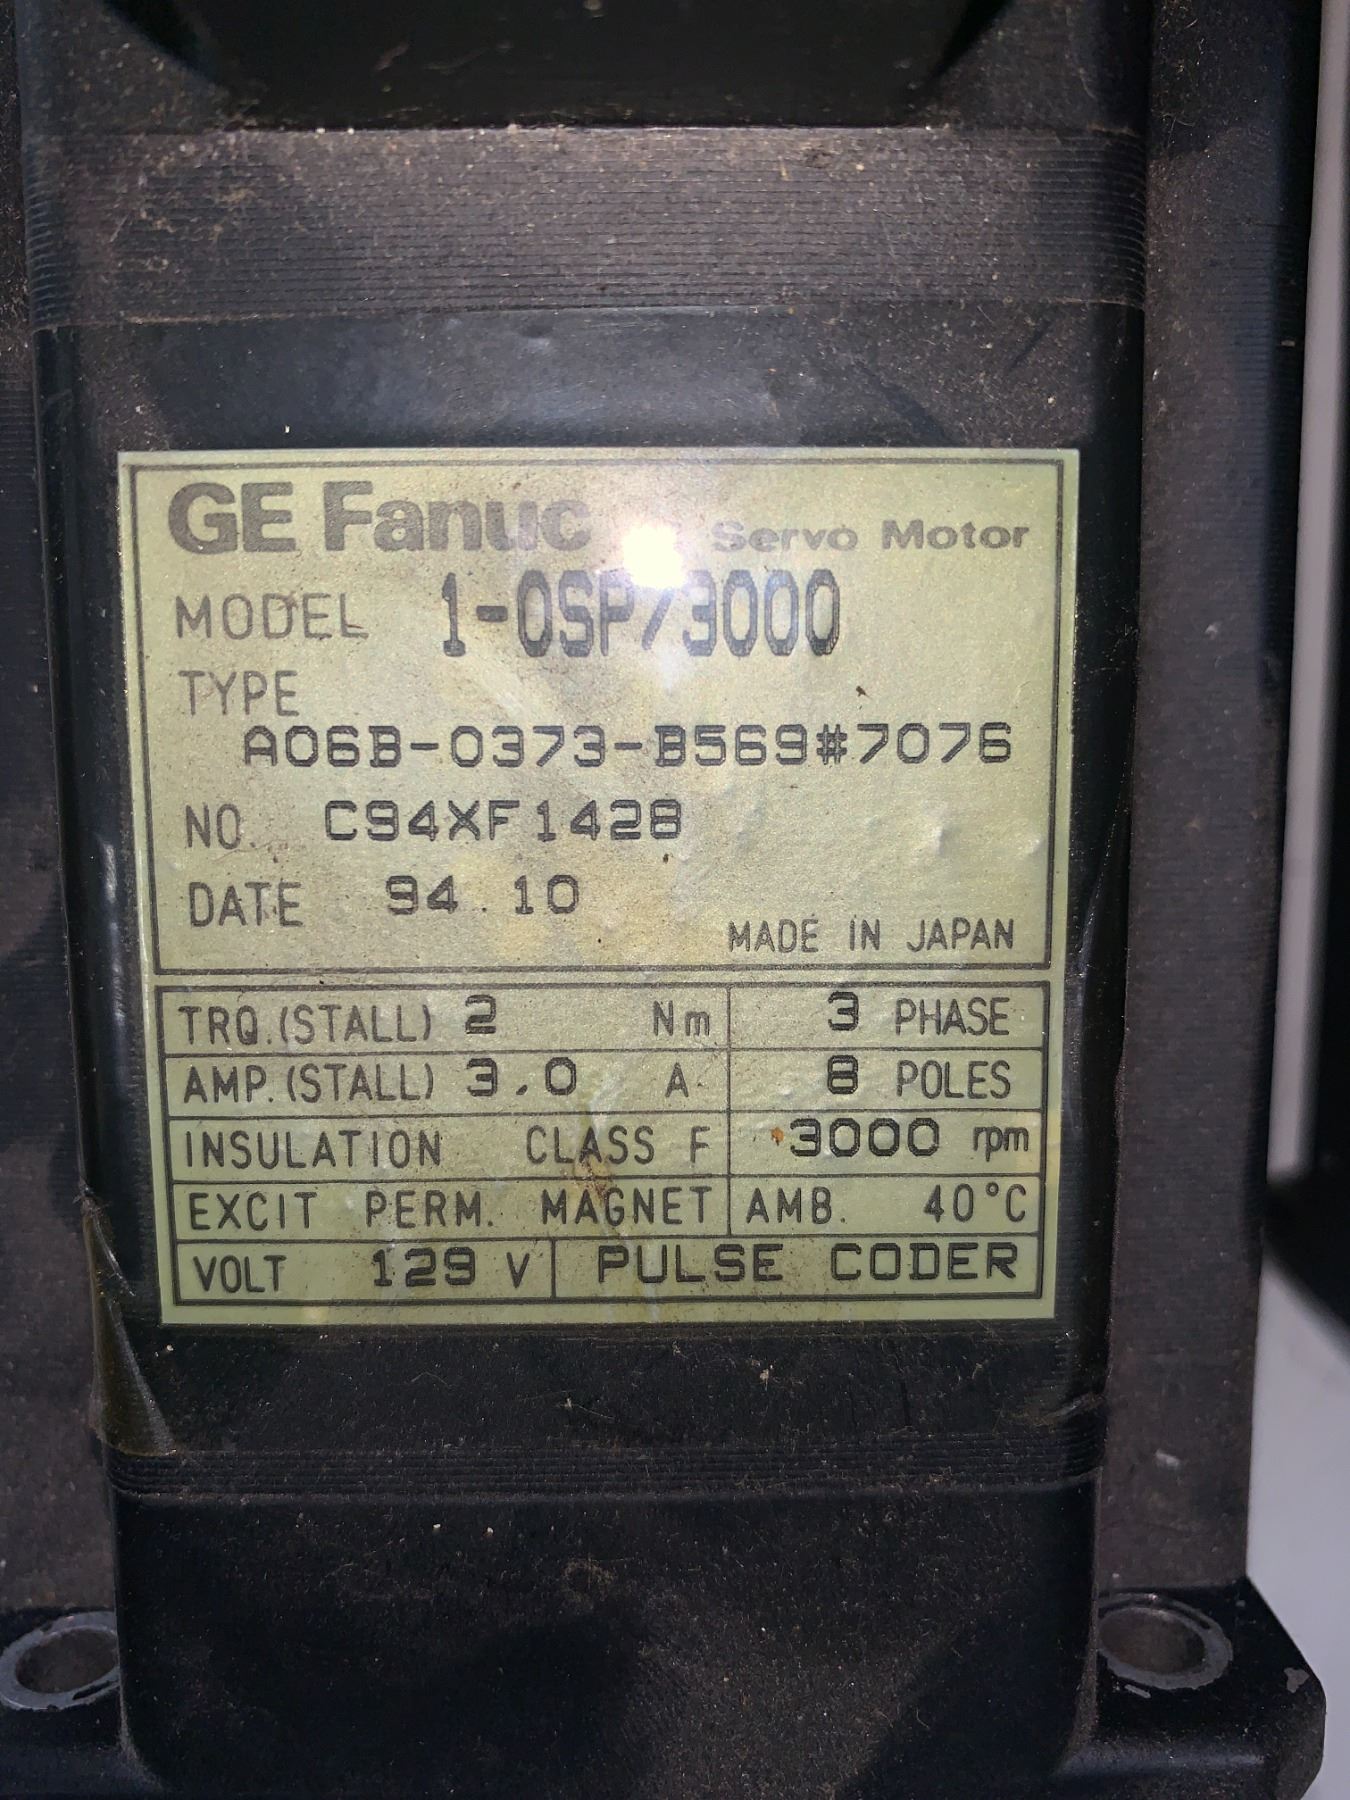 GE Fanuc Servo Motor
MODEL 1-0SP/3000
TYPE
A06B-0373-B569#7076
NO. C94XF1428
DATE 94.10
MADE IN JAPAN
TRQ.(STALL) 2 Nm 3 PHASE
AMP.(STALL) 3.0 A 8 POLES
INSULATION CLASS F 3000 rpm
EXCIT PERM. MAGNET AMB. 40°C
VOLT 129 V PULSE CODER